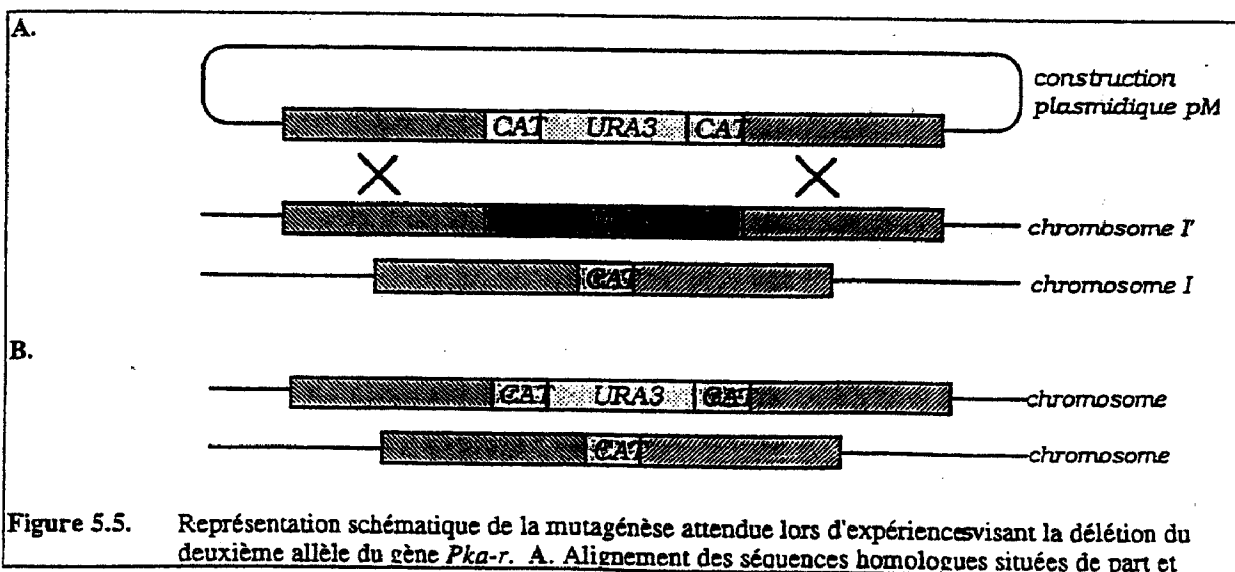 A.
construction
plasmidique pM
CAT URA3 CAT
chrombsome I'
chromosome I
CAT
B.
CAT URA3 CAT
chromosome
CAT
chromosome
Figure 5.5. Représentation schématique de la mutagénèse attendue lors d'expériencesvisant la délétion du
deuxième allèle du gène Pka-r. A. Alignement des séquences homologues situées de part et